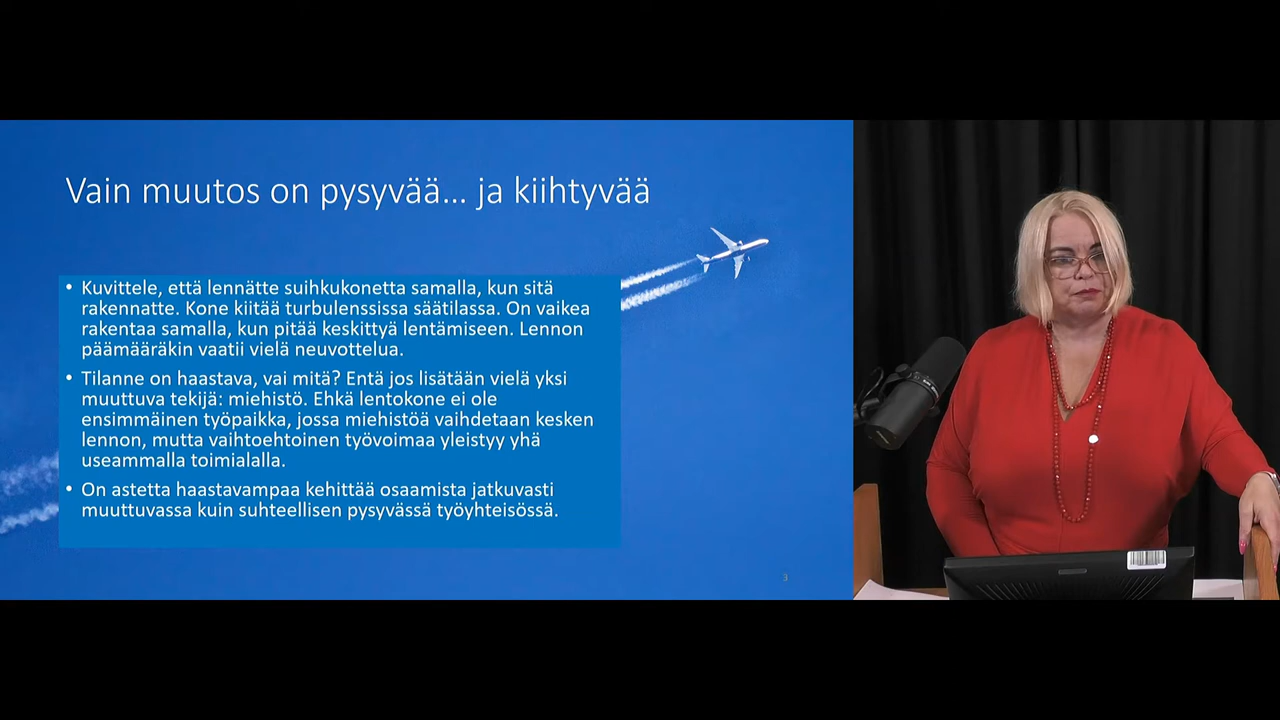 Vain muutos on pysyvää... ja kiihtyvää
• Kuvittele, että lennätte suihkukonetta samalla, kun sitä
rakennatte. Kone kiitää turbulenssissa säätilassa. On vaikea
rakentaa samalla, kun pitää keskittyä lentämiseen. Lennon
päämääräkin vaatii vielä neuvottelua.
• Tilanne on haastava, vai mitä? Entä jos lisätään vielä yksi
muuttuva tekijä: miehistö. Ehkä lentokone ei ole
ensimmäinen työpaikka, jossa miehistöä vaihdetaan kesken
lennon, mutta vaihtoehtoinen työvoimaa yleistyy yhä
useammalla toimialalla.
• On astetta haastavampaa kehittää osaamista jatkuvasti
muuttuvassa kuin suhteellisen pysyvässä työyhteisössä.
3